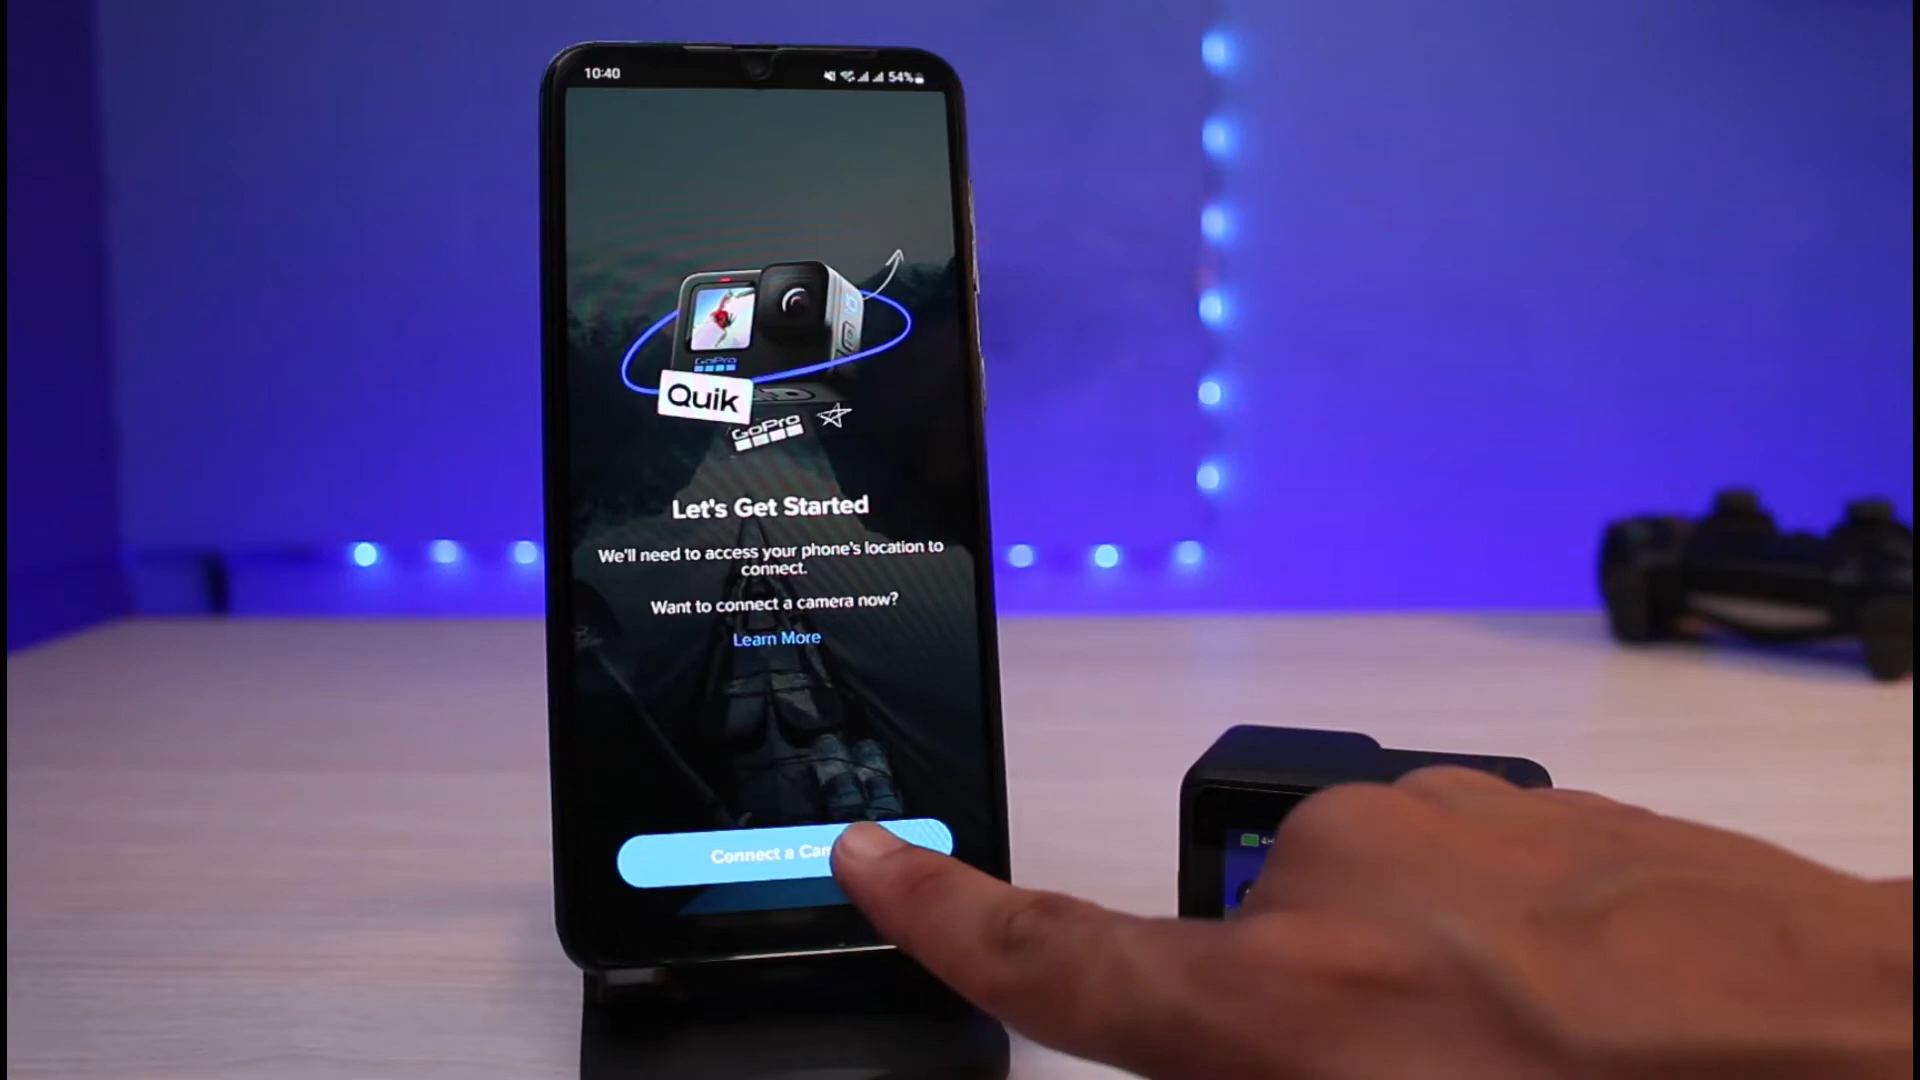 10:40
54%
GoPro
Quik
GoPro
Let's Get Started
We'll need to access your phone's location to
connect.
Want to connect a camera now?
Learn More
Connect a Cam